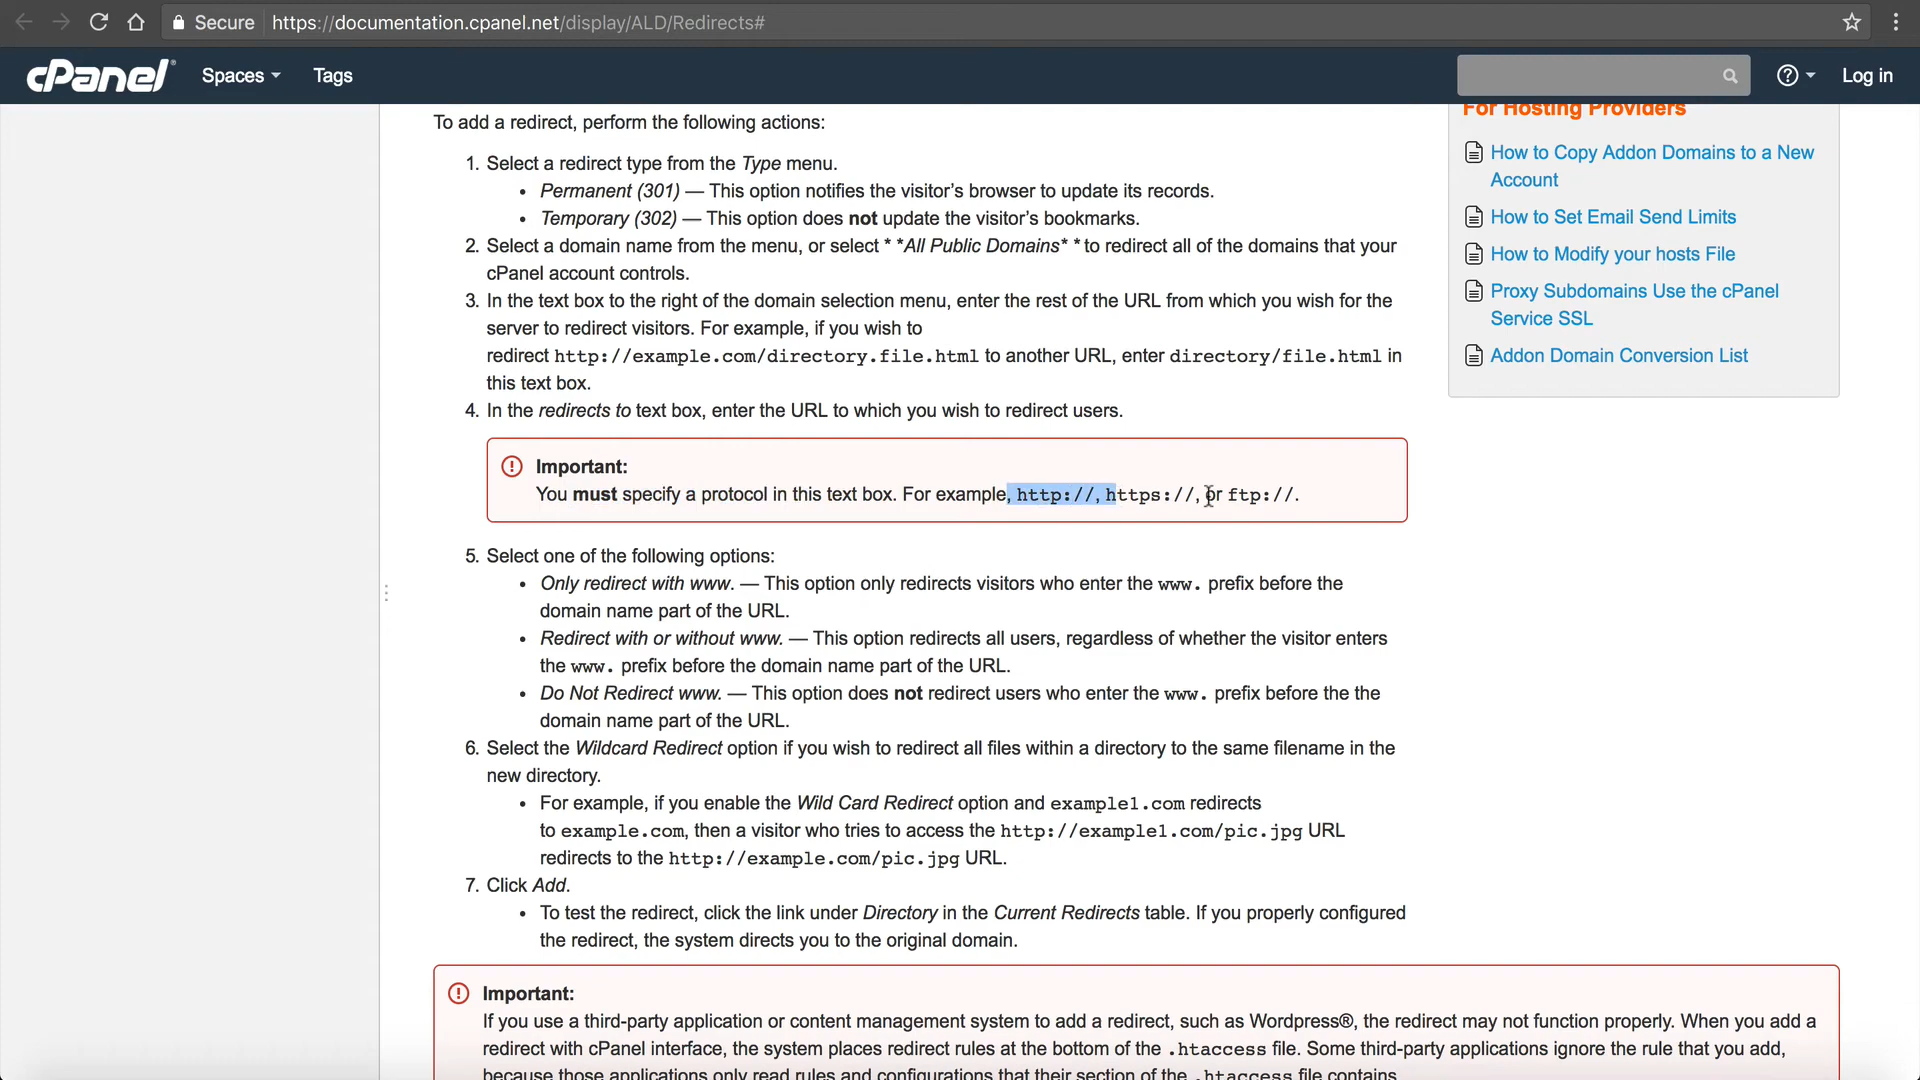 Secure https://documentation.cpanel.net/display/ALD/Redirects#
cPanel® Spaces Tags Log in
To add a redirect, perform the following actions:
1. Select a redirect type from the Type menu.
• Permanent (301) — This option notifies the visitor’s browser to update its records.
• Temporary (302) — This option does not update the visitor’s bookmarks.
2. Select a domain name from the menu, or select * *All Public Domains* * to redirect all of the domains that your
cPanel account controls.
3. In the text box to the right of the domain selection menu, enter the rest of the URL from which you wish for the
server to redirect visitors. For example, if you wish to
redirect http://example.com/directory.file.html to another URL, enter directory/file.html in
this text box.
4. In the redirects to text box, enter the URL to which you wish to redirect users.
Important:
You must specify a protocol in this text box. For example, http://, https://, or ftp://.
5. Select one of the following options:
• Only redirect with www. — This option only redirects visitors who enter the www. prefix before the
domain name part of the URL.
• Redirect with or without www. — This option redirects all users, regardless of whether the visitor enters
the www. prefix before the domain name part of the URL.
• Do Not Redirect www. — This option does not redirect users who enter the www. prefix before the the
domain name part of the URL.
6. Select the Wildcard Redirect option if you wish to redirect all files within a directory to the same filename in the
new directory.
• For example, if you enable the Wild Card Redirect option and example1.com redirects
to example.com, then a visitor who tries to access the http://example1.com/pic.jpg URL
redirects to the http://example.com/pic.jpg URL.
7. Click Add.
• To test the redirect, click the link under Directory in the Current Redirects table. If you properly configured
the redirect, the system directs you to the original domain.
Important:
If you use a third-party application or content management system to add a redirect, such as Wordpress®, the redirect may not function properly. When you add a
redirect with cPanel interface, the system places redirect rules at the bottom of the .htaccess file. Some third-party applications ignore the rule that you add,
because those applications only read rules and configurations that their section of the .htaccess file contains.
For Hosting Providers
How to Copy Addon Domains to a New
Account
How to Set Email Send Limits
How to Modify your hosts File
Proxy Subdomains Use the cPanel
Service SSL
Addon Domain Conversion List